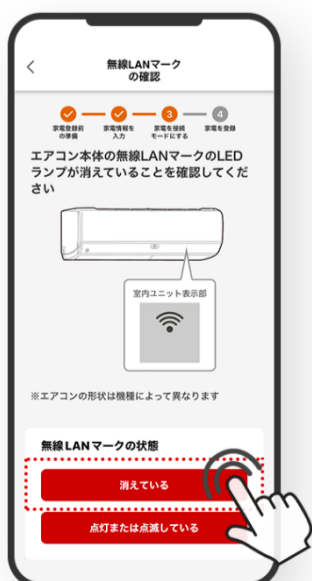 無線LANマーク
の確認
3
4
家電登録前
の準備
家電情報を
入力
家電を接続
モードにする
家電を登録
エアコン本体の無線LANマークのLED
ランプが消えていることを確認してくだ
さい
室内ユニット表示部
※エアコンの形状は機種によって異なります
無線LANマークの状態
消えている
点灯または点滅している